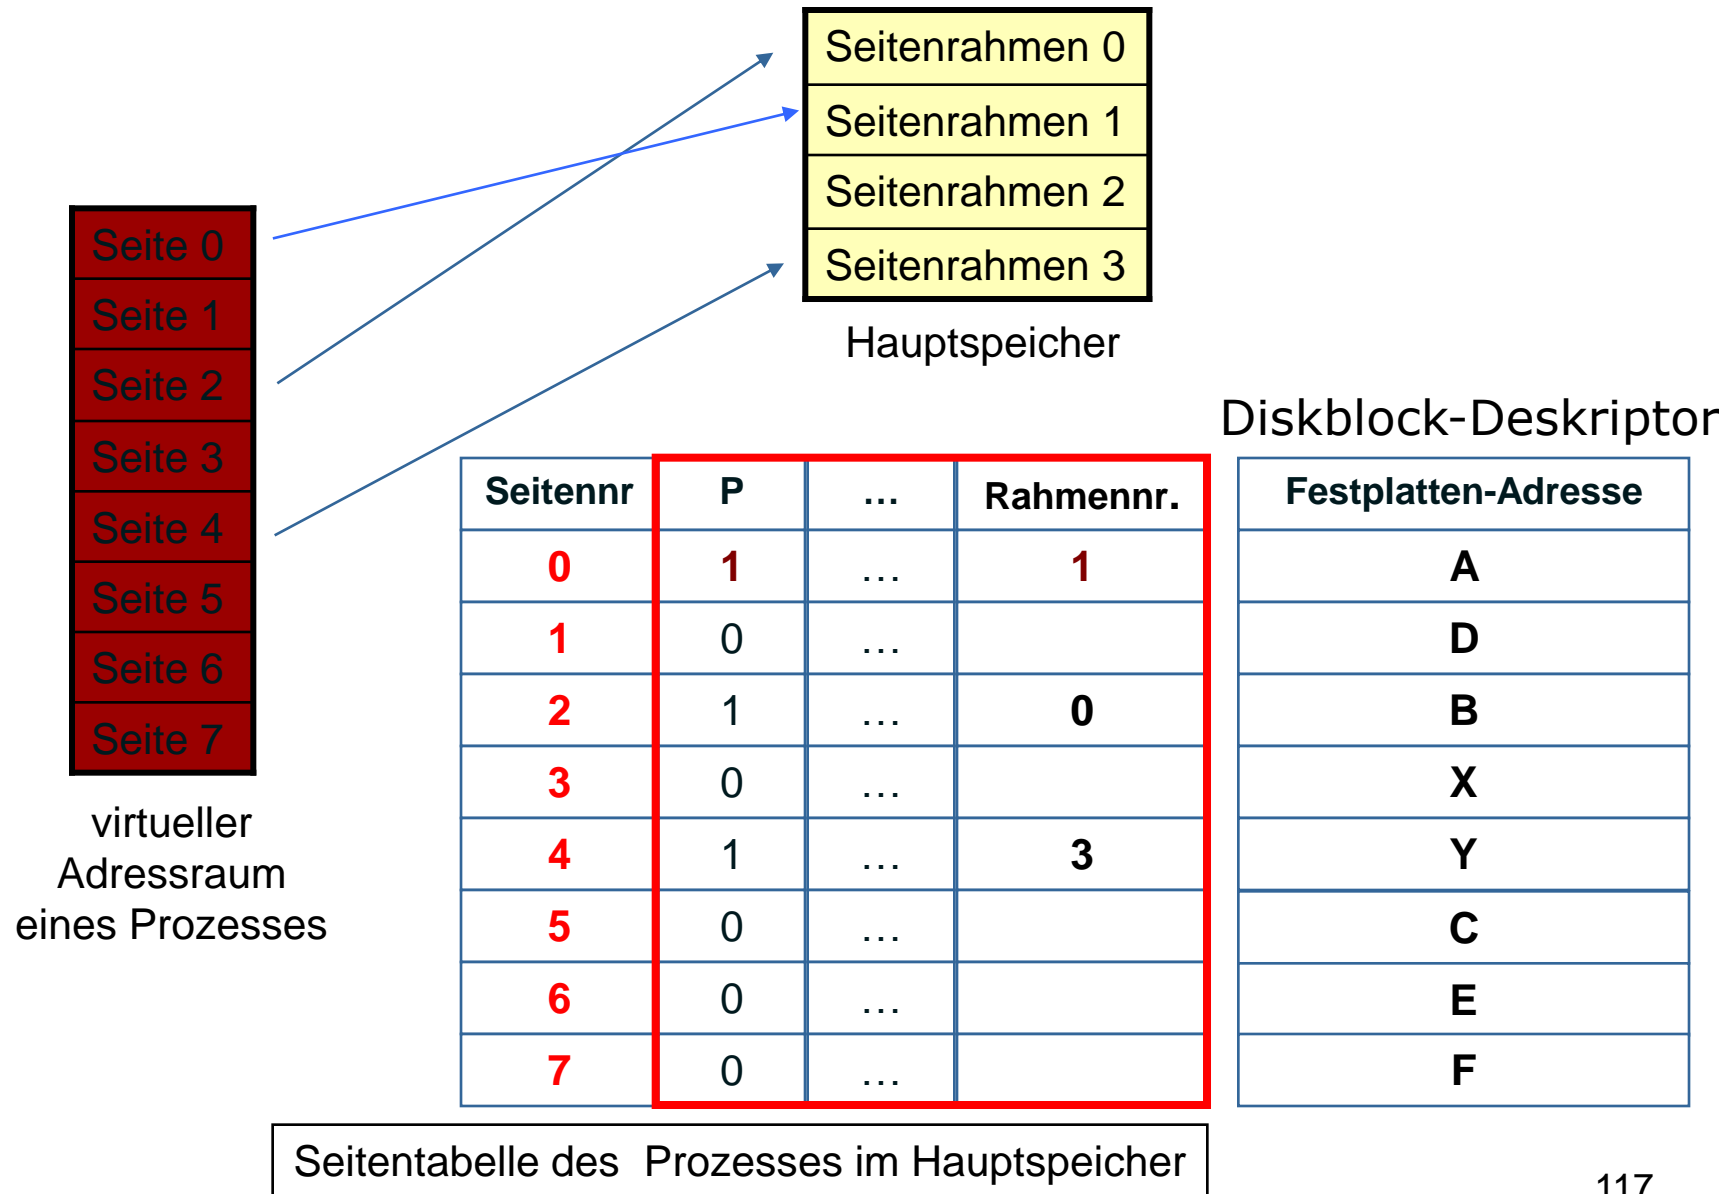 Seitenrahmen 0
Seitenrahmen 1
Seitenrahmen 2
Seitenrahmen 3
Hauptspeicher
Seite 0
Seite 1
Seite 2
Seite 3
Seite 4
Seite 5
Seite 6
Seite 7
virtueller
Adressraum
eines Prozesses
Diskblock-Deskriptor
Seitennr P … Rahmennr. Festplatten-Adresse
0 1 … 1 A
1 0 … D
2 1 … 0 B
3 0 … X
4 1 … 3 Y
5 0 … C
6 0 … E
7 0 … F
Seitentabelle des Prozesses im Hauptspeicher
117